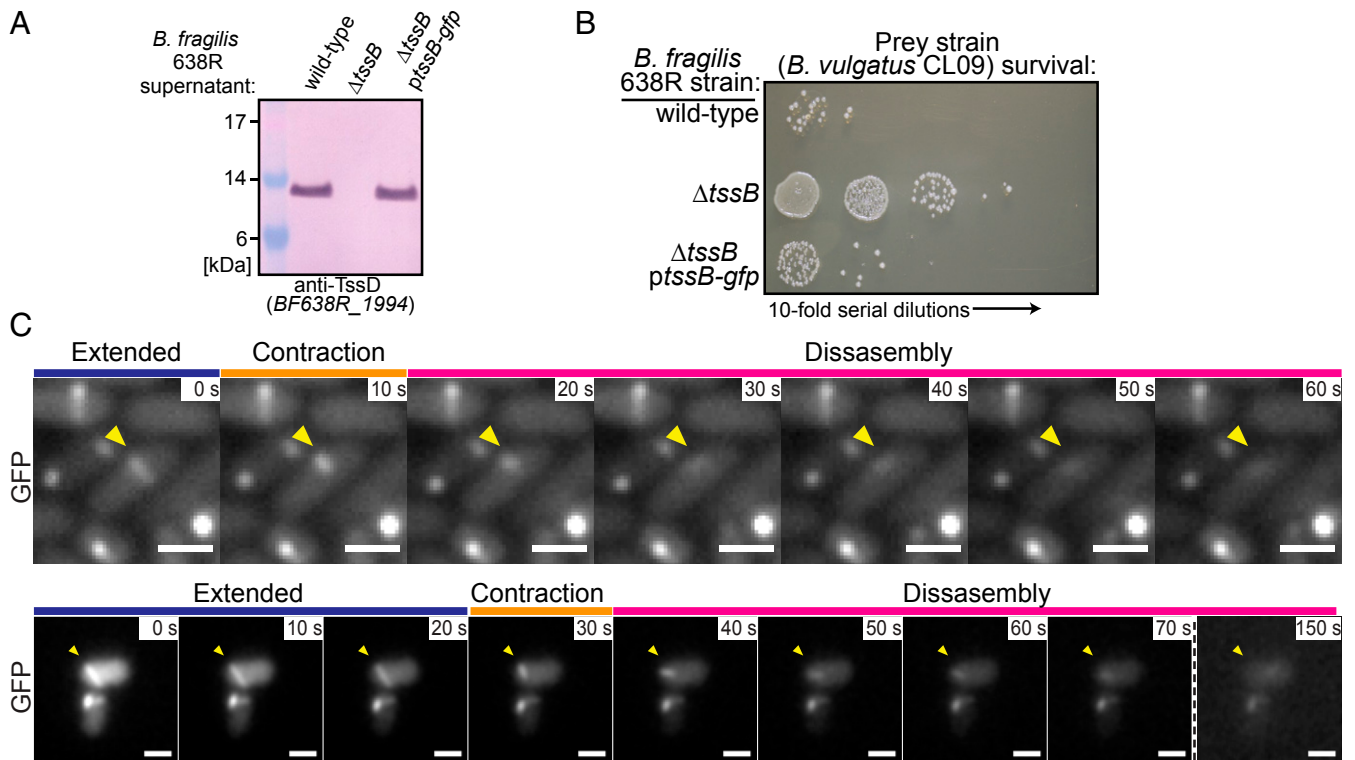 A
B. fragilis
638R
supernatant:
wild-type
ΔtssB
ΔtssB
ptssB-gfp
17
14
6
[kDa]
anti-TssD
(BF638R_1994)
B
B. fragilis
638R strain:
Prey strain
(B. vulgatus CL09) survival:
wild-type
ΔtssB
ΔtssB
ptssB-gfp
10-fold serial dilutions
C
Extended
Contraction
Dissasembly
GFP
0 s
10 s
20 s
30 s
40 s
50 s
60 s
Extended
Contraction
Dissasembly
GFP
0 s
10 s
20 s
30 s
40 s
50 s
60 s
70 s
150 s